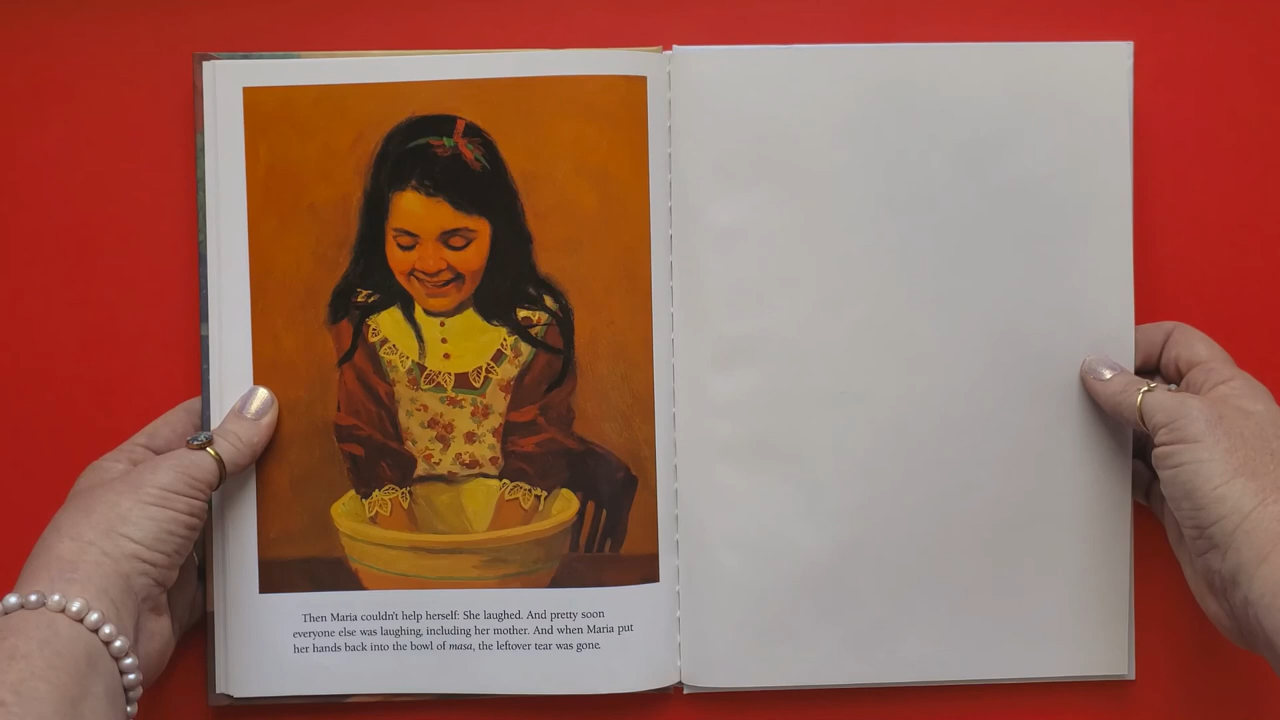 Then Maria couldn't help herself: She laughed. And pretty soon
everyone else was laughing, including her mother. And when Maria put
her hands back into the bowl of masa, the leftover tear was gone.